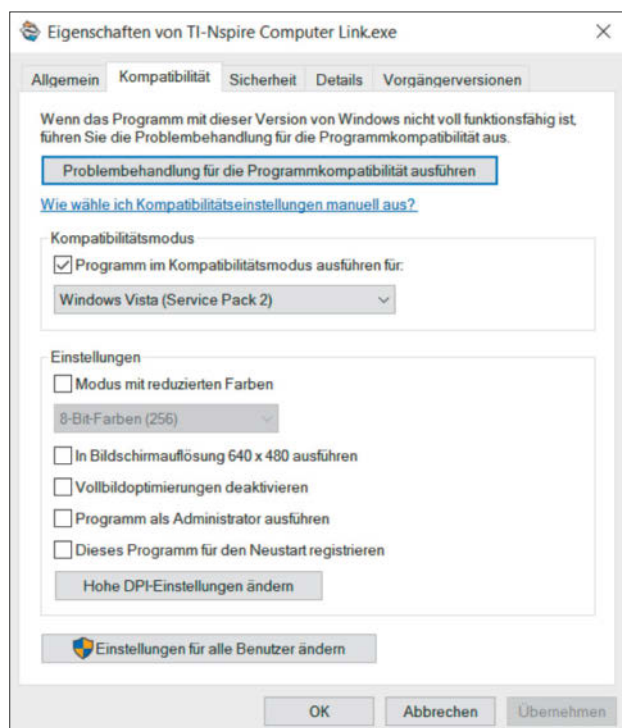 Eigenschaften von TI-Nspire Computer Link.exe
Allgemein Kompatibilität Sicherheit Details Vorgängerversionen
Wenn das Programm mit dieser Version von Windows nicht voll funktionsfähig ist,
führen Sie die Problembehandlung für die Programmkompatibilität aus.
Problembehandlung für die Programmkompatibilität ausführen
Wie wähle ich Kompatibilitätseinstellungen manuell aus?
Kompatibilitätsmodus
Programm im Kompatibilitätsmodus ausführen für:
Windows Vista (Service Pack 2)
Einstellungen
Modus mit reduzierten Farben
8-Bit-Farben (256)
In Bildschirmauflösung 640 x 480 ausführen
Vollbildoptimierungen deaktivieren
Programm als Administrator ausführen
Dieses Programm für den Neustart registrieren
Hohe DPI-Einstellungen ändern
Einstellungen für alle Benutzer ändern
OK Abbrechen Übernehmen